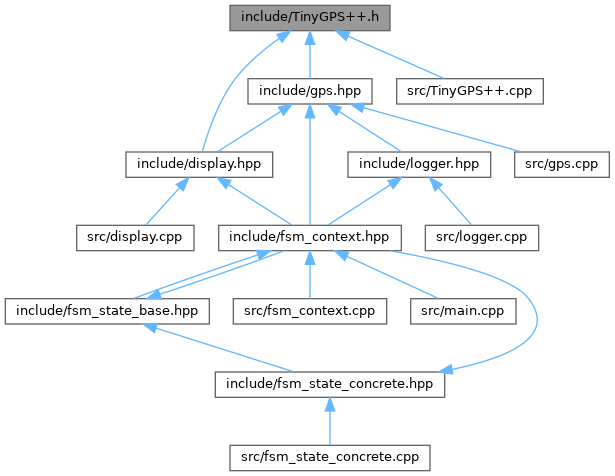 include/TinyGPS++.h
include/gps.hpp
src/TinyGPS++.cpp
include/display.hpp
include/logger.hpp
src/gps.cpp
src/display.cpp
include/fsm_context.hpp
src/logger.cpp
include/fsm_state_base.hpp
src/fsm_context.cpp
src/main.cpp
include/fsm_state_concrete.hpp
src/fsm_state_concrete.cpp